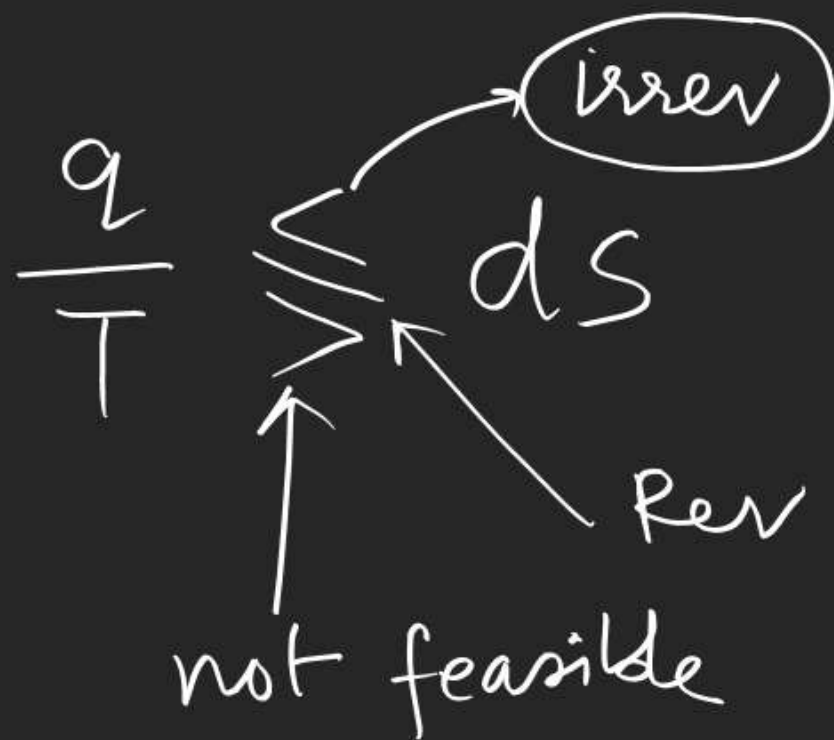 irrev
q
— ⪋ ds
T
Rev
not feasible